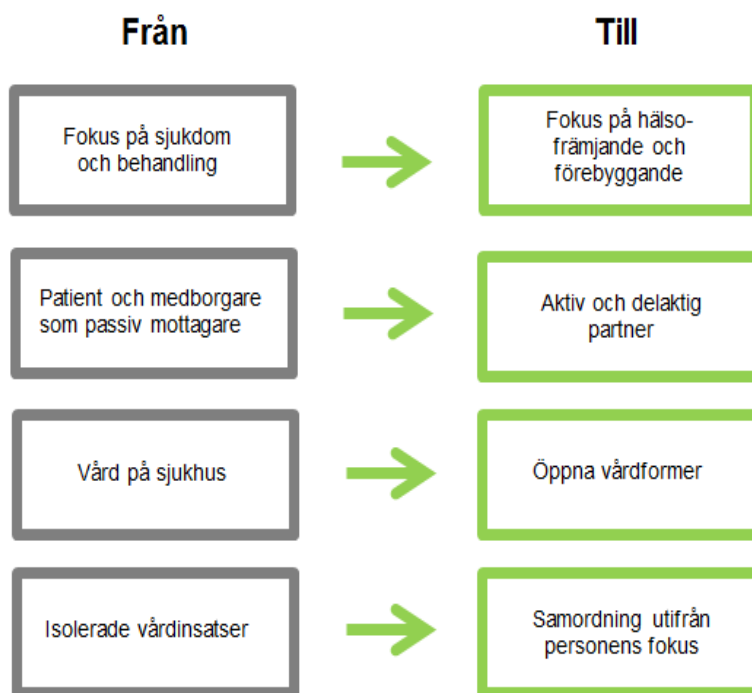 Från
Till
Fokus på sjukdom
och behandling
Fokus på hälso-
främjande och
förebyggande
Patient och medborgare
som passiv mottagare
Aktiv och delaktig
partner
Vård på sjukhus
Öppna vårdformer
Isolerade vårdinsatser
Samordning utifrån
personens fokus